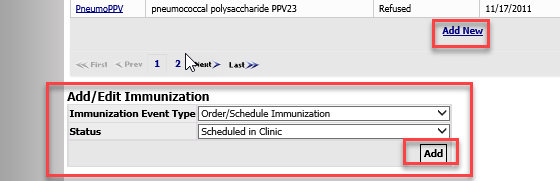 PneumoPPV pneumococcal polysaccharide PPV23 Refused 11/17/2011
Add New
<< First < Prev 1 2 Next > Last >>
Add/Edit Immunization
Immunization Event Type Order/Schedule Immunization
Status Scheduled in Clinic
Add